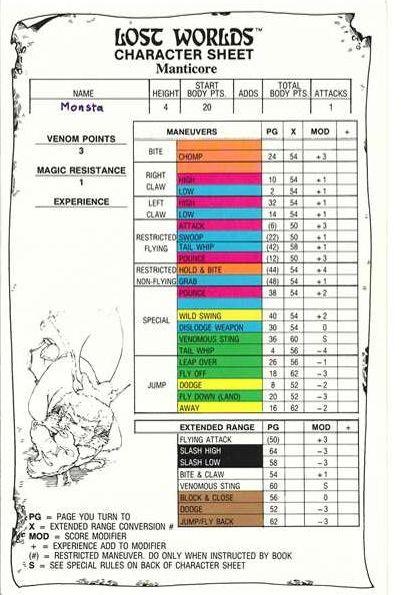 LOST WORLDS™
CHARACTER SHEET
Manticore
NAME HEIGHT START BODY PTS. ADDS TOTAL BODY PTS. ATTACKS
Monsta 4 20 1
VENOM POINTS
3
MAGIC RESISTANCE
1
EXPERIENCE
MANEUVERS PG X MOD +
BITE
CHOMP 24 54 +3
RIGHT CLAW
HIGH 10 54 +1
LOW 2 54 +1
LEFT CLAW
HIGH 32 54 +1
LOW 14 54 +1
RESTRICTED FLYING
ATTACK (6) 50 +3
SWOOP (22) 50 +1
TAIL WHIP (42) 58 +1
POUNCE (12) 50 +3
RESTRICTED NON-FLYING
HOLD & BITE (44) 54 +4
GRAB (48) 54 +1
SPECIAL
POUNCE 38 54 +2
WILD SWING 40 54 +2
DISLODGE WEAPON 30 54 0
VENOMOUS STING 36 60 S
TAIL WHIP 4 56 -4
JUMP
LEAP OVER 26 56 -1
FLY OFF 18 62 -3
DODGE 8 52 -2
FLY DOWN (LAND) 20 52 -3
AWAY 16 62 -2
EXTENDED RANGE PG MOD +
FLYING ATTACK (50) +3
SLASH HIGH 64 -3
SLASH LOW 58 -3
BITE & CLAW 54 +1
VENOMOUS STING 60 S
BLOCK & CLOSE 56 0
DODGE 52 -3
JUMP/FLY BACK 62 -3
PG = PAGE YOU TURN TO
X = EXTENDED RANGE CONVERSION #
MOD = SCORE MODIFIER
+ = EXPERIENCE ADD TO MODIFIER
(#) = RESTRICTED MANEUVER. DO ONLY WHEN INSTRUCTED BY BOOK
S = SEE SPECIAL RULES ON BACK OF CHARACTER SHEET